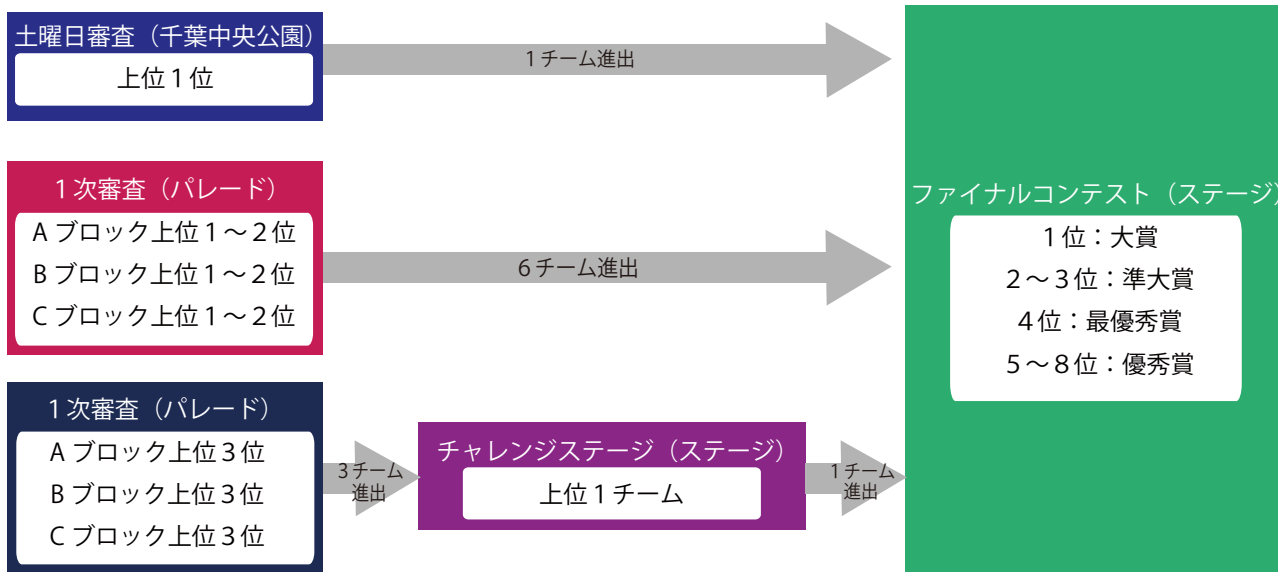 土曜日審査（千葉中央公園）
上位１位
１チーム進出
１次審査（パレード）
A ブロック上位１～２位
B ブロック上位１～２位
C ブロック上位１～２位
６チーム進出
１次審査（パレード）
A ブロック上位３位
B ブロック上位３位
C ブロック上位３位
３チーム
進出
チャレンジステージ（ステージ）
上位１チーム
１チーム
進出
ファイナルコンテスト（ステージ）
１位：大賞
２～３位：準大賞
４位：最優秀賞
５～８位：優秀賞